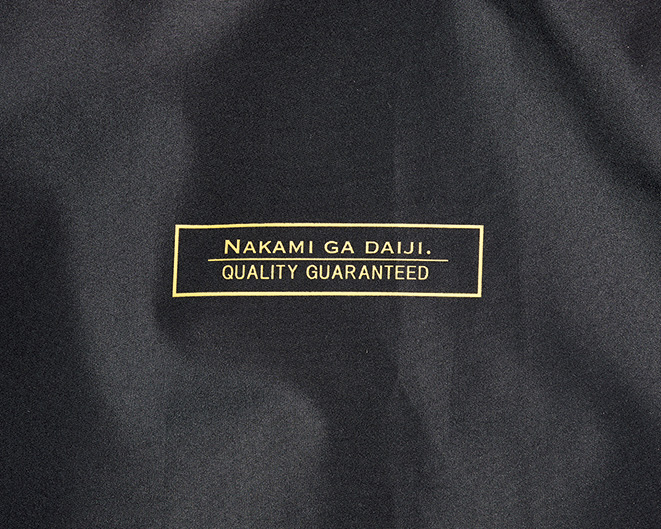 NAKAMI GA DAIJI.
QUALITY GUARANTEED